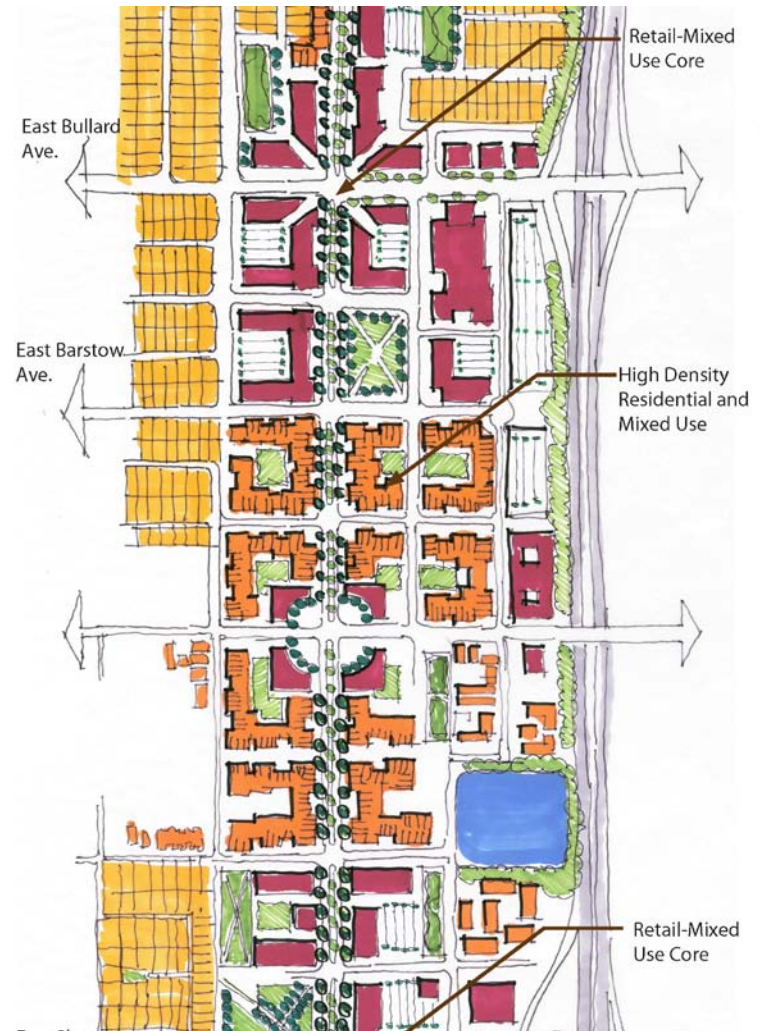 Retail-Mixed
Use Core
East Bullard
Ave.
East Barstow
Ave.
High Density
Residential and
Mixed Use
Retail-Mixed
Use Core